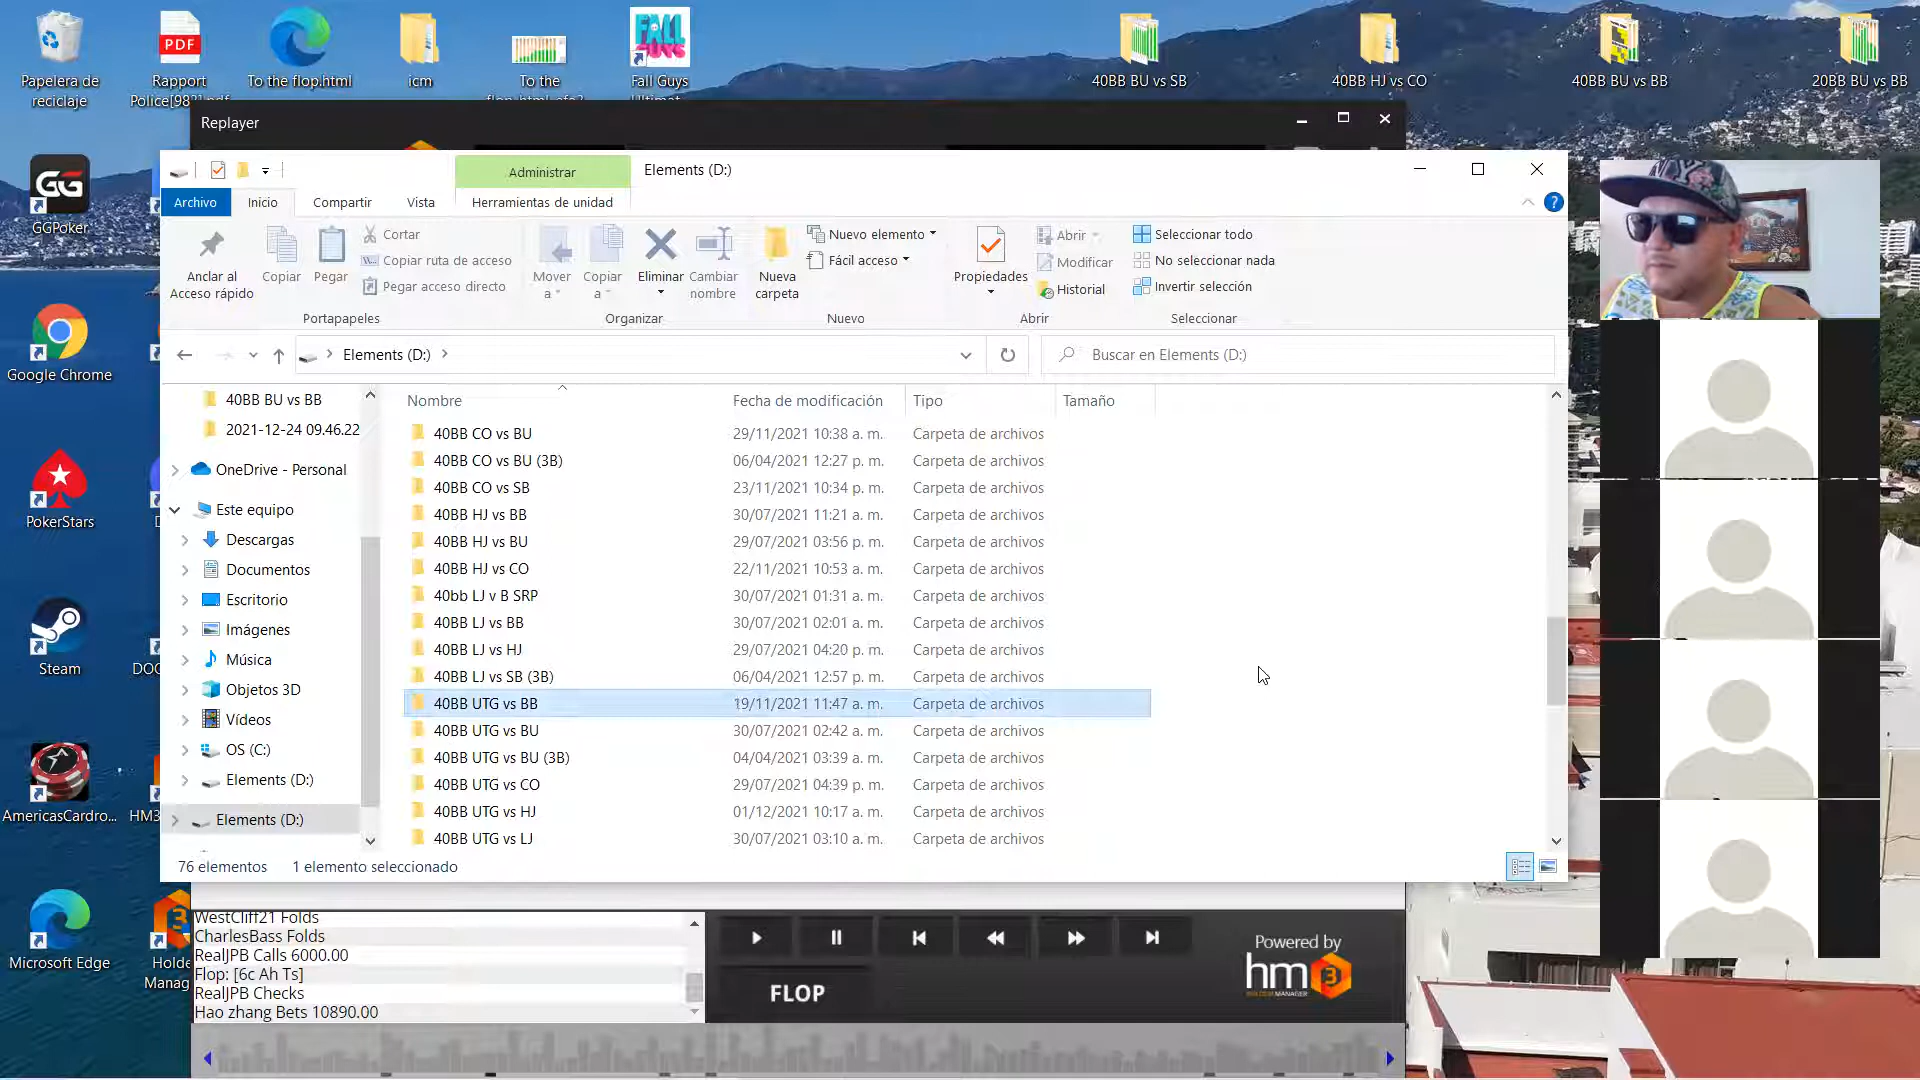 Papelera de
reciclaje
PDF
Rapport
Police[982].pdf
To the flop.html
icm
To the
FALL
GUYS
Fall Guys
Ultimat...
40BB BU vs SB
40BB HJ vs CO
40BB BU vs BB
20BB BU vs BB
Replayer
Administrar
Elements (D:)
Archivo
Inicio
Compartir
Vista
Herramientas de unidad
?
Anclar al
Acceso rápido
Copiar
Pegar
Cortar
Copiar ruta de acceso
Pegar acceso directo
Portapapeles
Mover
a
Copiar
a
Eliminar
Cambiar
nombre
Organizar
Nueva
carpeta
Nuevo elemento
Fácil acceso
Nuevo
Propiedades
Abrir
Modificar
Historial
Abrir
Seleccionar todo
No seleccionar nada
Invertir selección
Seleccionar
Elements (D:)
Buscar en Elements (D:)
40BB BU vs BB
2021-12-24 09.46.22
OneDrive - Personal
Este equipo
Descargas
Documentos
Escritorio
Imágenes
Música
Objetos 3D
Vídeos
OS (C:)
Elements (D:)
Elements (D:)
Nombre Fecha de modificación Tipo Tamaño
40BB CO vs BU 29/11/2021 10:38 a. m. Carpeta de archivos
40BB CO vs BU (3B) 06/04/2021 12:27 p. m. Carpeta de archivos
40BB CO vs SB 23/11/2021 10:34 p. m. Carpeta de archivos
40BB HJ vs BB 30/07/2021 11:21 a. m. Carpeta de archivos
40BB HJ vs BU 29/07/2021 03:56 p. m. Carpeta de archivos
40BB HJ vs CO 22/11/2021 10:53 a. m. Carpeta de archivos
40bb LJ v B SRP 30/07/2021 01:31 a. m. Carpeta de archivos
40BB LJ vs BB 30/07/2021 02:01 a. m. Carpeta de archivos
40BB LJ vs HJ 29/07/2021 04:20 p. m. Carpeta de archivos
40BB LJ vs SB (3B) 06/04/2021 12:57 p. m. Carpeta de archivos
40BB UTG vs BB 19/11/2021 11:47 a. m. Carpeta de archivos
40BB UTG vs BU 30/07/2021 02:42 a. m. Carpeta de archivos
40BB UTG vs BU (3B) 04/04/2021 03:39 a. m. Carpeta de archivos
40BB UTG vs CO 29/07/2021 04:39 p. m. Carpeta de archivos
40BB UTG vs HJ 01/12/2021 10:17 a. m. Carpeta de archivos
40BB UTG vs LJ 30/07/2021 03:10 a. m. Carpeta de archivos
76 elementos 1 elemento seleccionado
GG
GGPoker
Google Chrome
PokerStars
Steam
AmericasCardro...
HM3
Microsoft Edge
Holde
Manag
WestCliff21 Folds
CharlesBass Folds
RealJPB Calls 6000.00
Flop: [6c Ah Ts]
RealJPB Checks
Hao zhang Bets 10890.00
FLOP
Powered by
hm 3